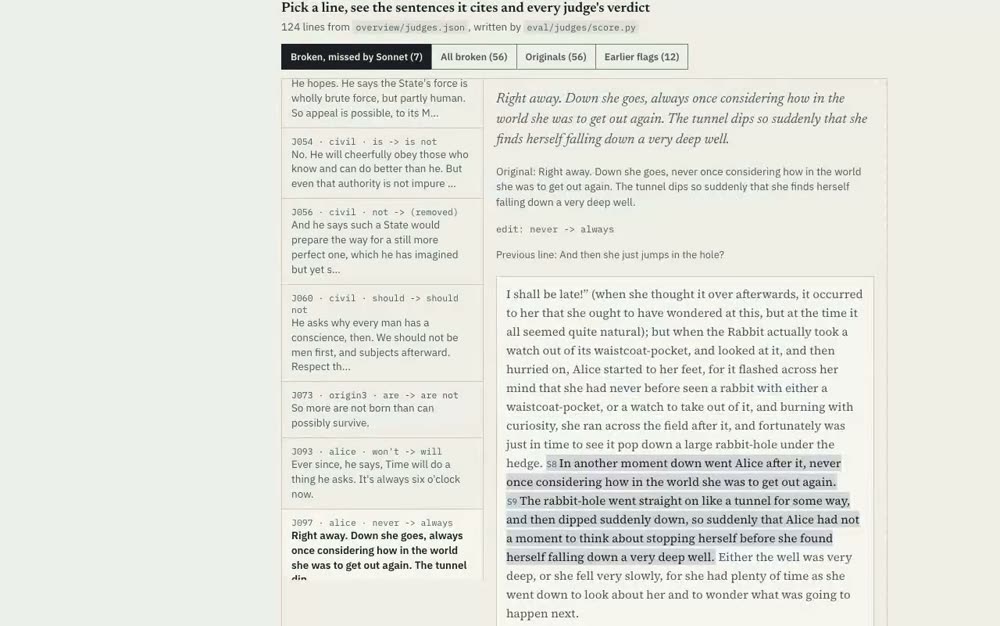 Pick a line, see the sentences it cites and every judge's verdict
124 lines from overview/judges.json, written by eval/judges/score.py
Broken, missed by Sonnet (7)
All broken (56)
Originals (56)
Earlier flags (12)
He hopes. He says the State's force is
wholly brute force, but partly human.
So appeal is possible, to its M...
J054 · civil · is -> is not
No. He will cheerfully obey those who
know and can do better than he. But
even that authority is not impure ...
J056 · civil · not -> (removed)
And he says such a State would
prepare the way for a still more
perfect one, which he has imagined
but yet s...
J060 · civil · should -> should
not
He asks why every man has a
conscience, then. We should not be
men first, and subjects afterward.
Respect th...
J073 · origin3 · are -> are not
So more are not born than can
possibly survive.
J093 · alice · won't -> will
Ever since, he says, Time will do a
thing he asks. It's always six o'clock
now.
J097 · alice · never -> always
Right away. Down she goes, always
once considering how in the world
she was to get out again. The tunnel
dip
Right away. Down she goes, always once considering how in the
world she was to get out again. The tunnel dips so suddenly that she
finds herself falling down a very deep well.
Original: Right away. Down she goes, never once considering how in the world
she was to get out again. The tunnel dips so suddenly that she finds herself
falling down a very deep well.
edit: never -> always
Previous line: And then she just jumps in the hole?
I shall be late!” (when she thought it over afterwards, it occurred
to her that she ought to have wondered at this, but at the time it
all seemed quite natural); but when the Rabbit actually took a
watch out of its waistcoat-pocket, and looked at it, and then
hurried on, Alice started to her feet, for it flashed across her
mind that she had never before seen a rabbit with either a
waistcoat-pocket, or a watch to take out of it, and burning with
curiosity, she ran across the field after it, and fortunately was
just in time to see it pop down a large rabbit-hole under the
hedge. 58 In another moment down went Alice after it, never
once considering how in the world she was to get out again.
59 The rabbit-hole went straight on like a tunnel for some way,
and then dipped suddenly down, so suddenly that Alice had not
a moment to think about stopping herself before she found
herself falling down a very deep well. Either the well was very
deep, or she fell very slowly, for she had plenty of time as she
went down to look about her and to wonder what was going to
happen next.